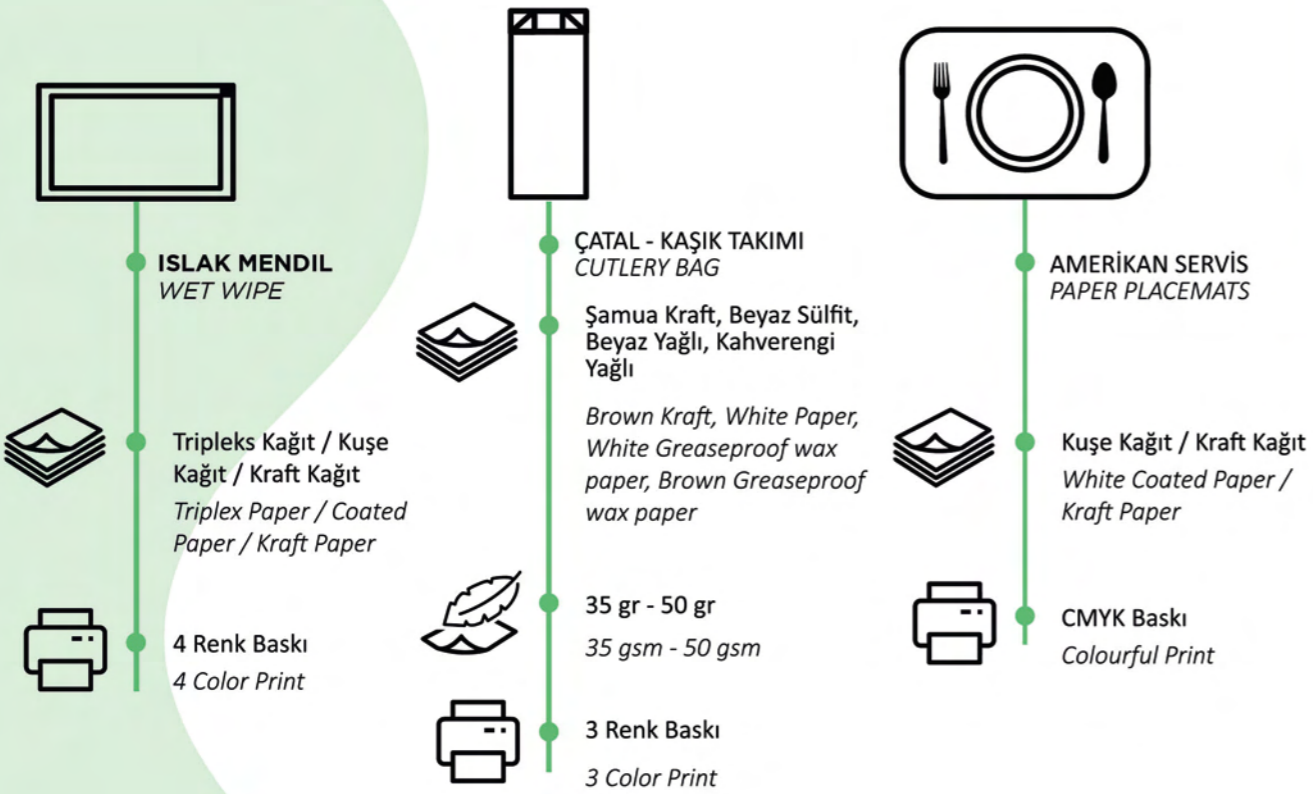 ISLAK MENDIL
WET WIPE
Tripleks Kağıt / Kuşe
Kağıt / Kraft Kağıt
Triplex Paper / Coated
Paper / Kraft Paper
4 Renk Baskı
4 Color Print
ÇATAL - KAŞIK TAKIMI
CUTLERY BAG
Şamua Kraft, Beyaz Sülfit,
Beyaz Yağlı, Kahverengi
Yağlı
Brown Kraft, White Paper,
White Greaseproof wax
paper, Brown Greaseproof
wax paper
35 gr - 50 gr
35 gsm - 50 gsm
3 Renk Baskı
3 Color Print
AMERİKAN SERVİS
PAPER PLACEMATS
Kuşe Kağıt / Kraft Kağıt
White Coated Paper /
Kraft Paper
CMYK Baskı
Colourful Print